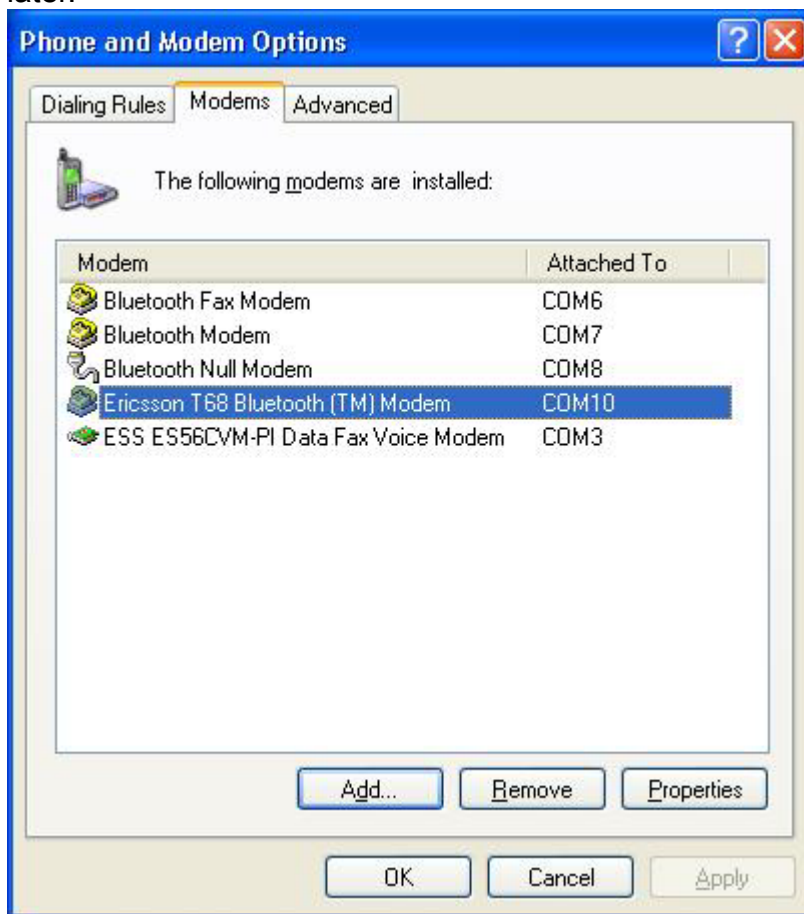 Phone and Modem Options
Dialing Rules Modems Advanced
The following modems are installed:
Modem Attached To
Bluetooth Fax Modem COM6
Bluetooth Modem COM7
Bluetooth Null Modem COM8
Ericsson T68 Bluetooth (TM) Modem COM10
ESS ES56CVM-PI Data Fax Voice Modem COM3
Add... Remove Properties
OK Cancel Apply